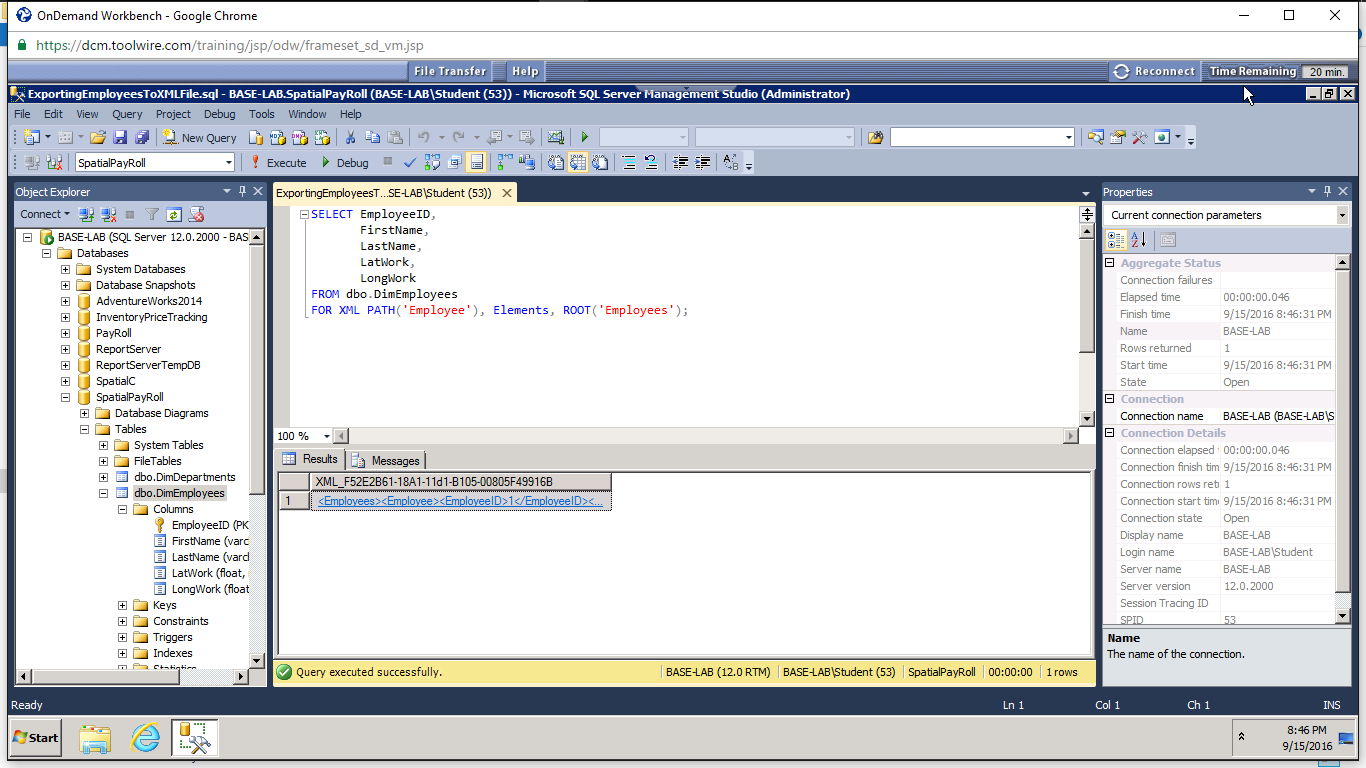 OnDemand Workbench - Google Chrome
https://dcm.toolwire.com/training/jsp/odw/frameset_sd_vm.jsp
File Transfer Help Reconnect Time Remaining 20 min.
ExportingEmployeesToXMLFile.sql - BASE-LAB.SpatialPayRoll (BASE-LAB\Student (53)) - Microsoft SQL Server Management Studio (Administrator)
File Edit View Query Project Debug Tools Window Help
New Query
SpatialPayRoll Execute Debug
Object Explorer
Connect
BASE-LAB (SQL Server 12.0.2000 - BAS
Databases
System Databases
Database Snapshots
AdventureWorks2014
InventoryPriceTracking
PayRoll
ReportServer
ReportServerTempDB
SpatialC
SpatialPayRoll
Database Diagrams
Tables
System Tables
FileTables
dbo.DimDepartments
dbo.DimEmployees
Columns
EmployeeID (PK
FirstName (varc
LastName (varcl
LatWork (float,
LongWork (float
Keys
Constraints
Triggers
Indexes
Statistics
ExportingEmployeesT...SE-LAB\Student (53))
SELECT EmployeeID,
FirstName,
LastName,
LatWork,
LongWork
FROM dbo.DimEmployees
FOR XML PATH('Employee'), Elements, ROOT('Employees');
100 %
Results Messages
XML_F52E2B61-18A1-11d1-B105-00805F49916B
1 <Employees><Employee><EmployeeID>1</EmployeeID><...
Query executed successfully. BASE-LAB (12.0 RTM) BASE-LAB\Student (53) SpatialPayRoll 00:00:00 1 rows
Properties
Current connection parameters
Aggregate Status
Connection failures
Elapsed time 00:00:00.046
Finish time 9/15/2016 8:46:31 PM
Name BASE-LAB
Rows returned 1
Start time 9/15/2016 8:46:31 PM
State Open
Connection
Connection name BASE-LAB (BASE-LAB\S
Connection Details
Connection elapsed 00:00:00.046
Connection finish tim 9/15/2016 8:46:31 PM
Connection rows ret 1
Connection start time 9/15/2016 8:46:31 PM
Connection state Open
Display name BASE-LAB
Login name BASE-LAB\Student
Server name BASE-LAB
Server version 12.0.2000
Session Tracing ID
SPID 53
Name
The name of the connection.
Ready Ln 1 Col 1 Ch 1 INS
Start
8:46 PM
9/15/2016